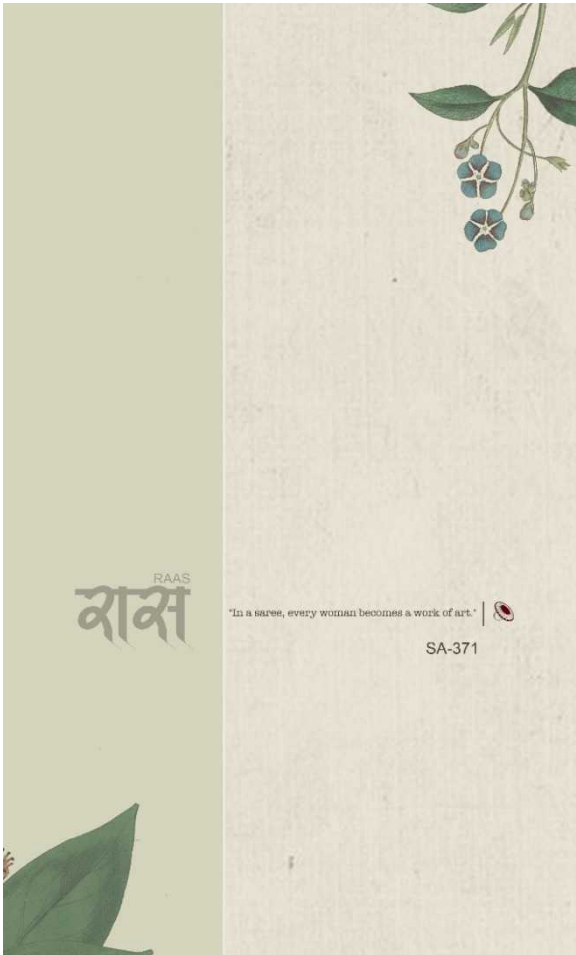 RAAS
रास
"In a saree, every woman becomes a work of art."
SA-371